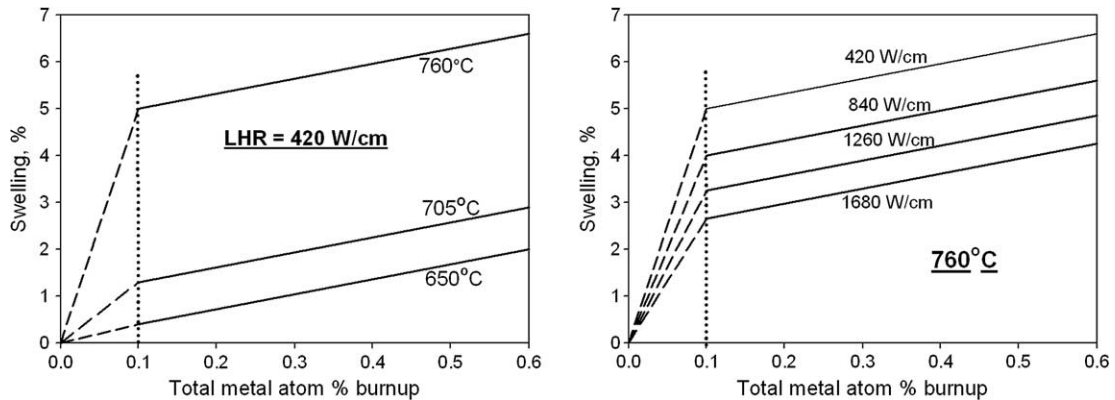 7
6
5
4
3
2
1
0
Swelling, %
760°C
LHR = 420 W/cm
705°C
650°C
0.0 0.1 0.2 0.3 0.4 0.5 0.6
Total metal atom % burnup
7
6
5
4
3
2
1
0
Swelling, %
420 W/cm
840 W/cm
1260 W/cm
1680 W/cm
760°C
0.0 0.1 0.2 0.3 0.4 0.5 0.6
Total metal atom % burnup